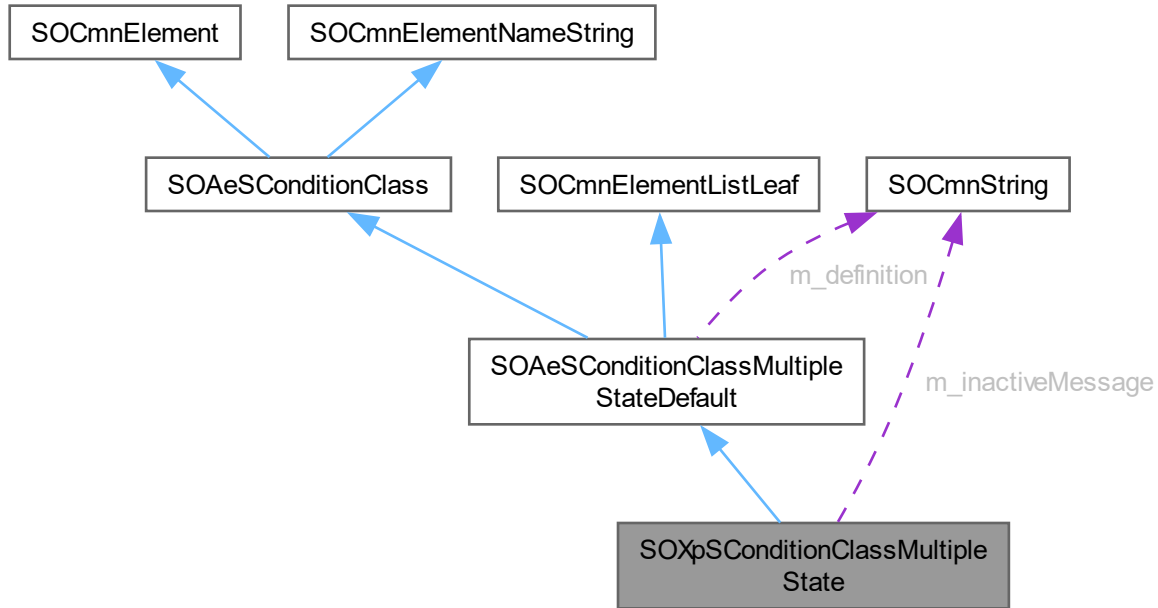 SOCmnElement
SOCmnElementNameString
SOAeSConditionClass
SOCmnElementListLeaf
SOCmnString
m_definition
SOAeSConditionClassMultiple
StateDefault
m_inactiveMessage
SOXpSConditionClassMultiple
State